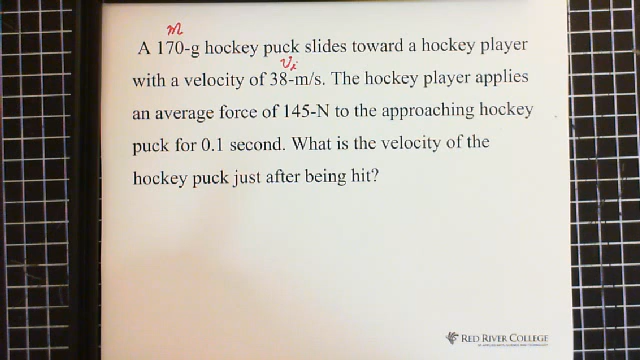 m
A 170-g hockey puck slides toward a hockey player
vi
with a velocity of 38-m/s. The hockey player applies
an average force of 145-N to the approaching hockey
puck for 0.1 second. What is the velocity of the
hockey puck just after being hit?
RED RIVER COLLEGE